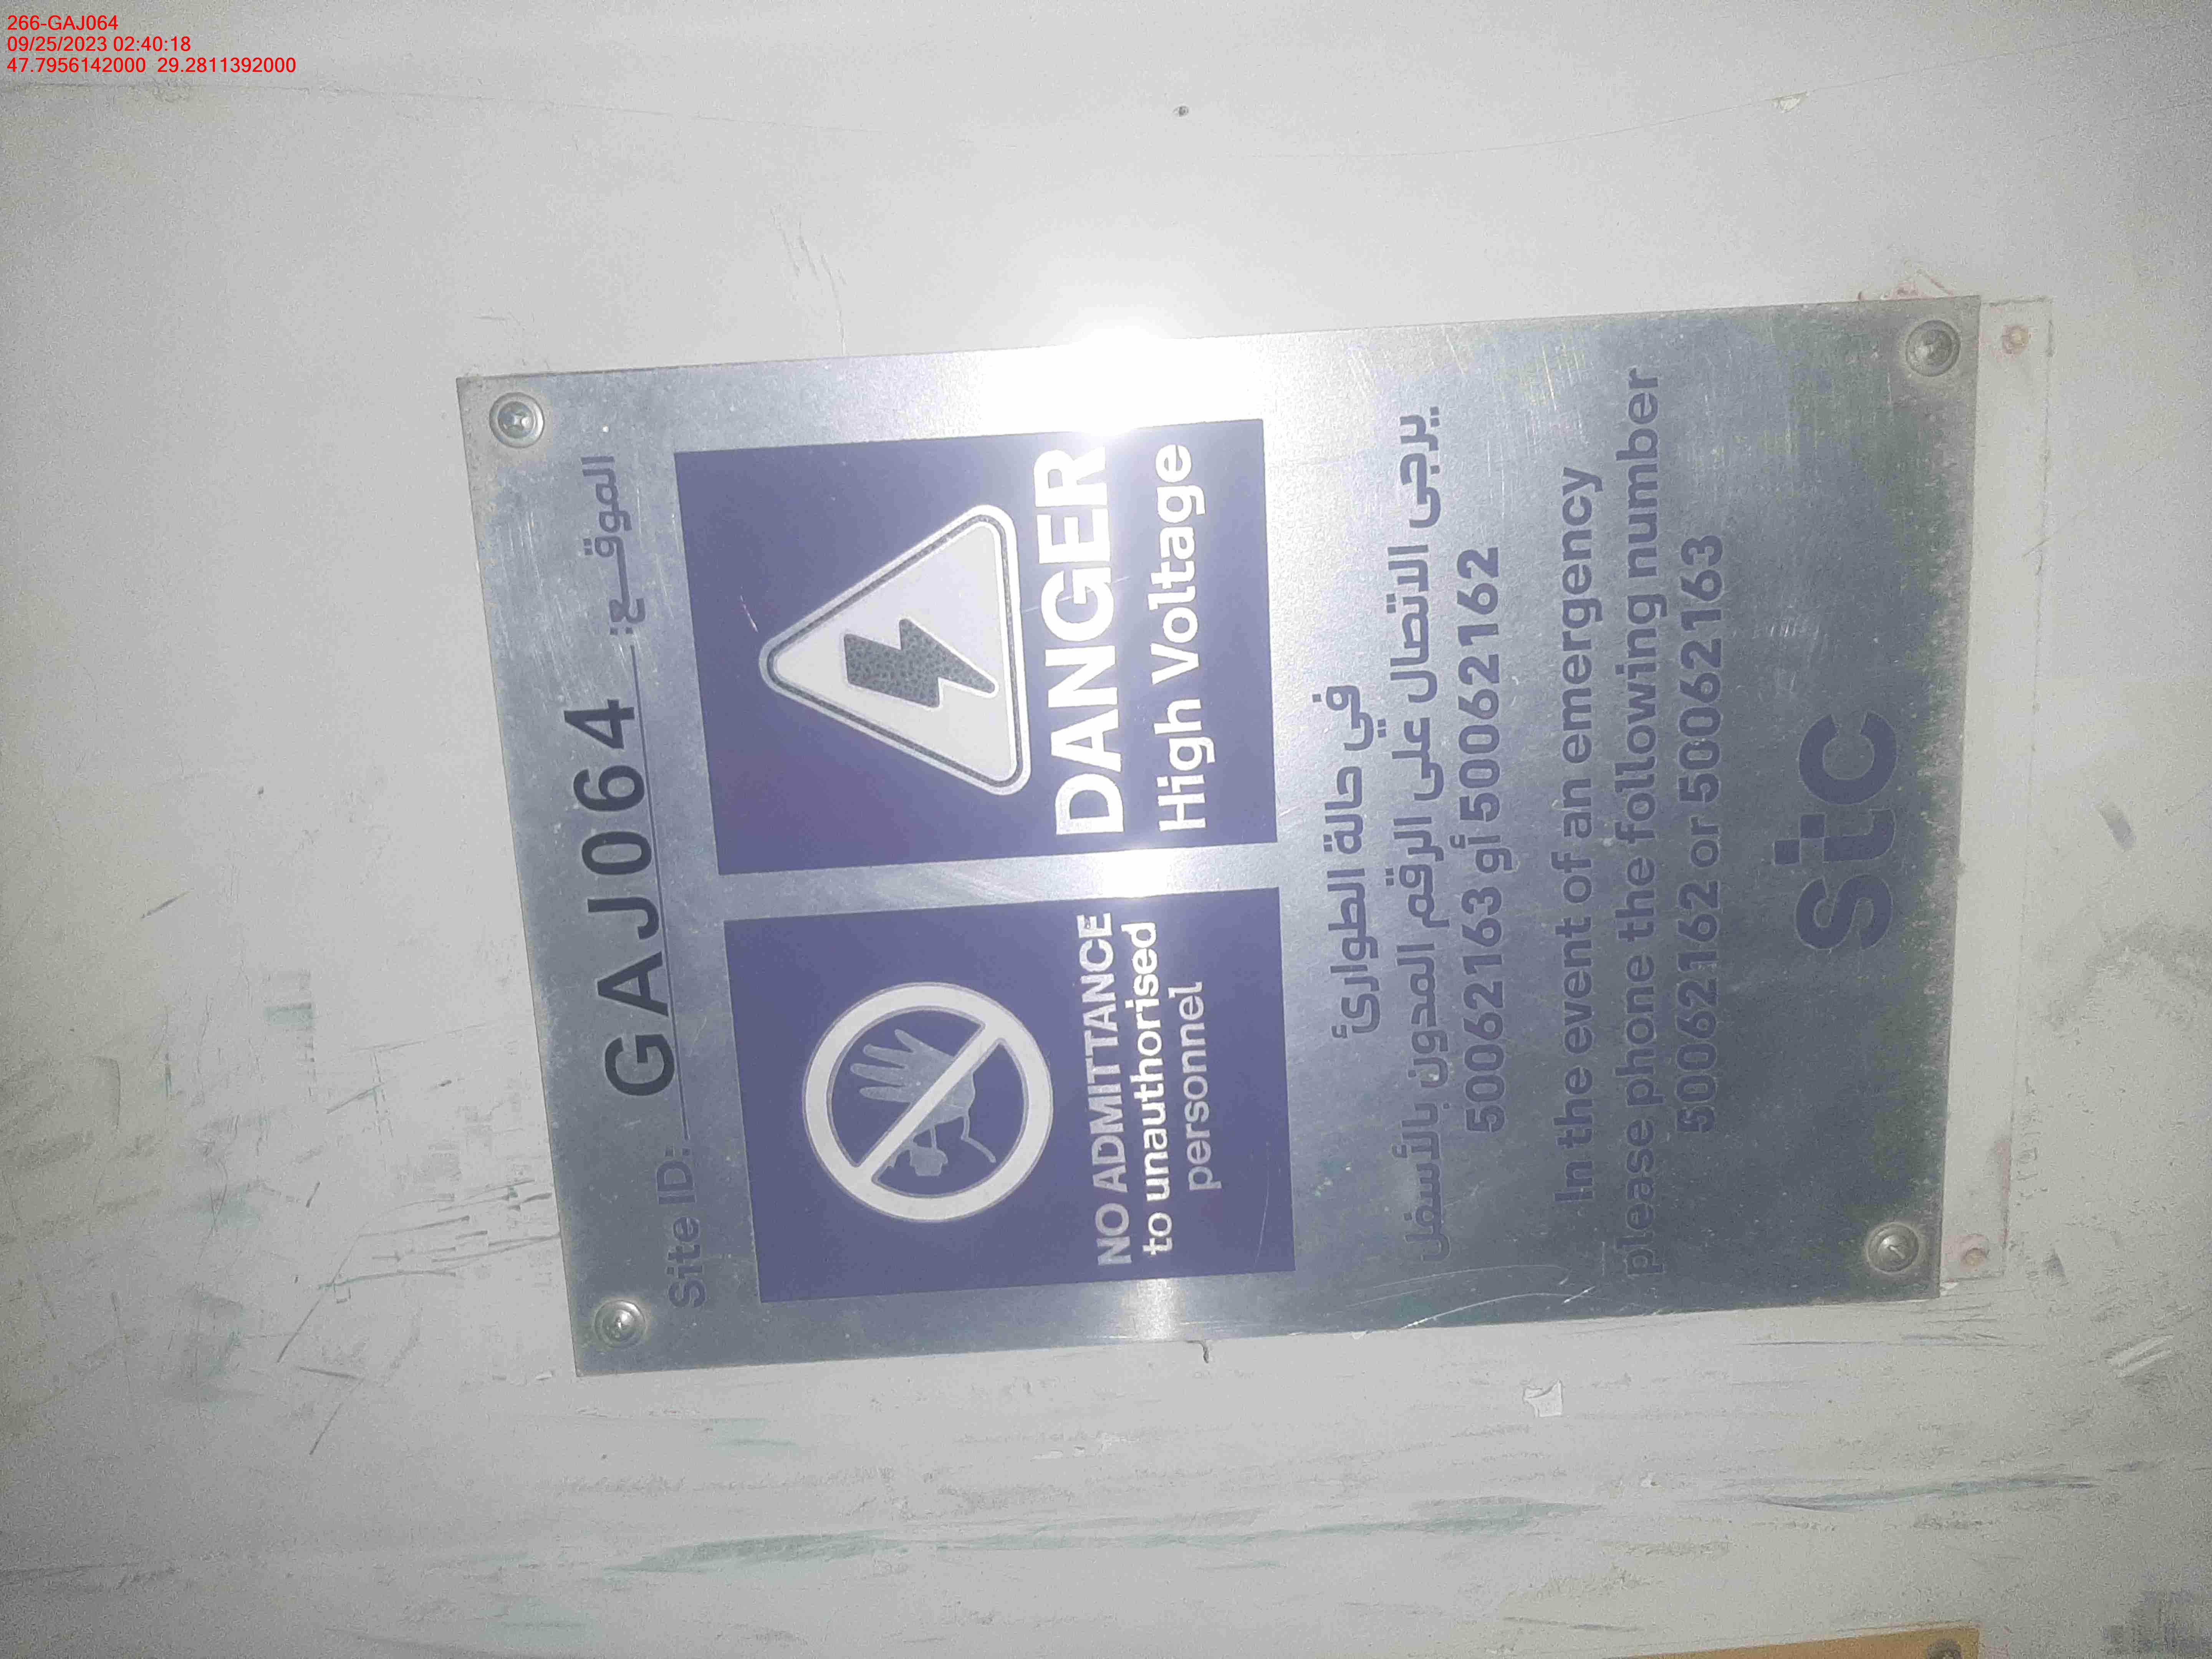 266-GAJ064
09/25/2023 02:40:18
47.7956142000 29.2811392000
Site ID: GAJ064 الموقـع:
NO ADMITTANCE
to unauthorised
personnel
DANGER
High Voltage
في حالة الطوارئ
يرجى الاتصال على الرقم المدون بالأسفل
50062163 أو 50062162
In the event of an emergency
please phone the following number
50062162 or 50062163
stc